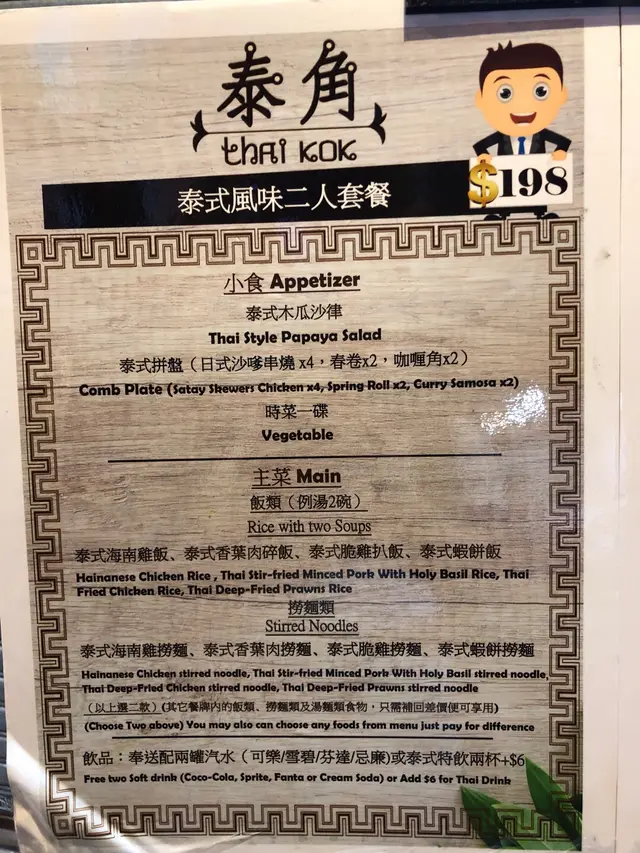 泰角
thai kok
$198
泰式風味二人套餐
小食 Appetizer
泰式木瓜沙律
Thai Style Papaya Salad
泰式拼盤（日式沙嗲串燒 x4，春卷x2，咖喱角x2）
Comb Plate (Satay Skewers Chicken x4, Spring Roll x2, Curry Samosa x2)
時菜一碟
Vegetable
主菜 Main
飯類（例湯2碗）
Rice with two Soups
泰式海南雞飯、泰式香葉肉碎飯、泰式脆雞扒飯、泰式蝦餅飯
Hainanese Chicken Rice , Thai Stir-fried Minced Pork With Holy Basil Rice, Thai
Fried Chicken Rice, Thai Deep-Fried Prawns Rice
撈麵類
Stirred Noodles
泰式海南雞撈麵、泰式香葉肉撈麵、泰式脆雞撈麵、泰式蝦餅撈麵
Hainanese Chicken stirred noodle, Thai Stir-fried Minced Pork With Holy Basil stirred noodle,
Thai Deep-Fried Chicken stirred noodle, Thai Deep-Fried Prawns stirred noodle
（以上選二款）(其它餐牌內的飯類、撈麵類及湯麵類食物，只需補回差價便可享用)
(Choose Two above) You may also can choose any foods from menu just pay for difference
飲品：奉送配兩罐汽水（可樂/雪碧/芬達/忌廉)或泰式特飲兩杯+$6
Free two Soft drink (Coco-Cola, Sprite, Fanta or Cream Soda) or Add $6 for Thai Drink